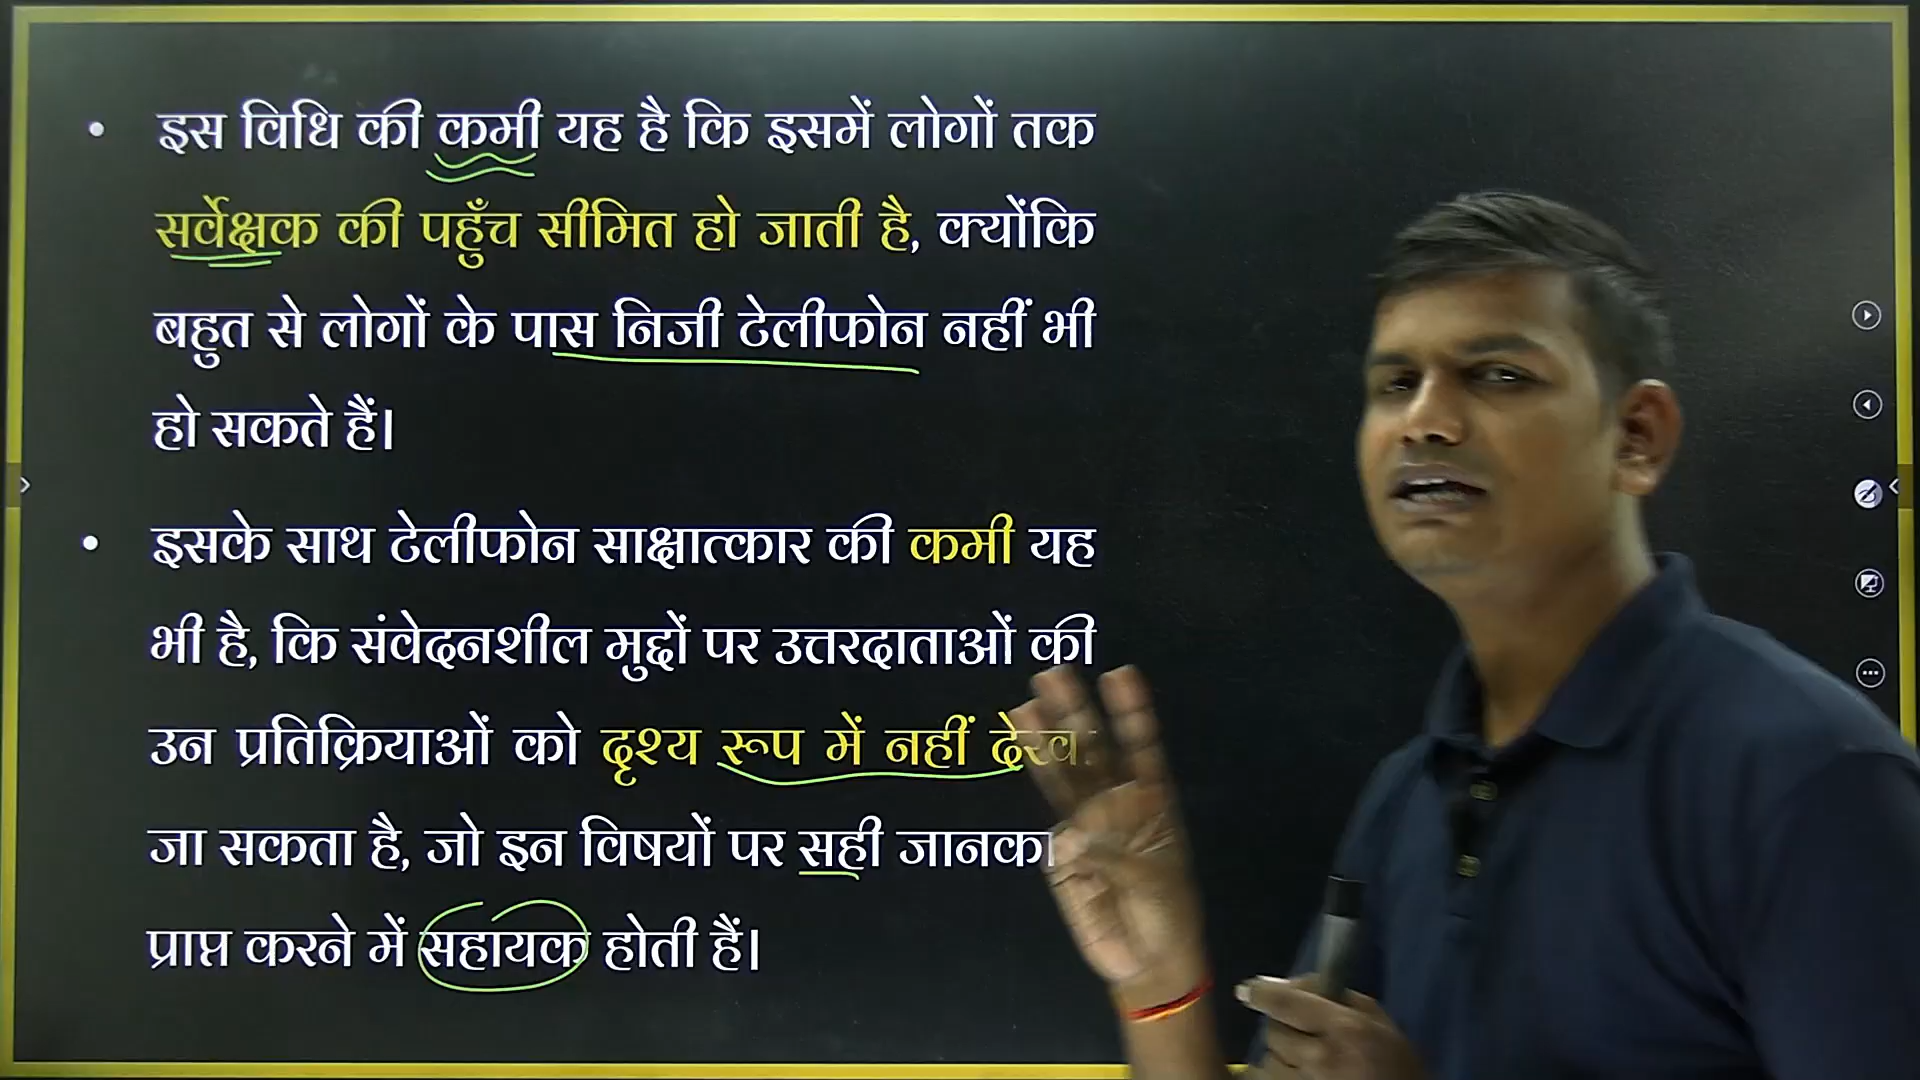 • इस विधि की कमी यह है कि इसमें लोगों तक
सर्वेक्षक की पहुँच सीमित हो जाती है, क्योंकि
बहुत से लोगों के पास निजी टेलीफोन नहीं भी
हो सकते हैं।
• इसके साथ टेलीफोन साक्षात्कार की कमी यह
भी है, कि संवेदनशील मुद्दों पर उत्तरदाताओं की
उन प्रतिक्रियाओं को दृश्य रूप में नहीं
जा सकता है, जो इन विषयों पर सही
प्राप्त करने में सहायक होती हैं।